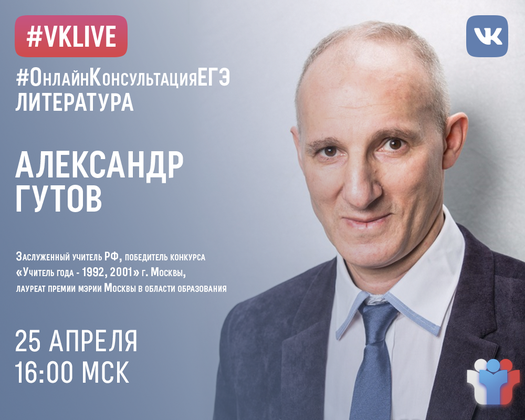 #VKLIVE
#ОнлайнКонсультацияЕГЭ
ЛИТЕРАТУРА
АЛЕКСАНДР
ГУТОВ
Заслуженный учитель РФ, победитель конкурса
«Учитель года - 1992, 2001» г. Москвы,
лауреат премии мэрии Москвы в области образования
25 АПРЕЛЯ
16:00 МСК